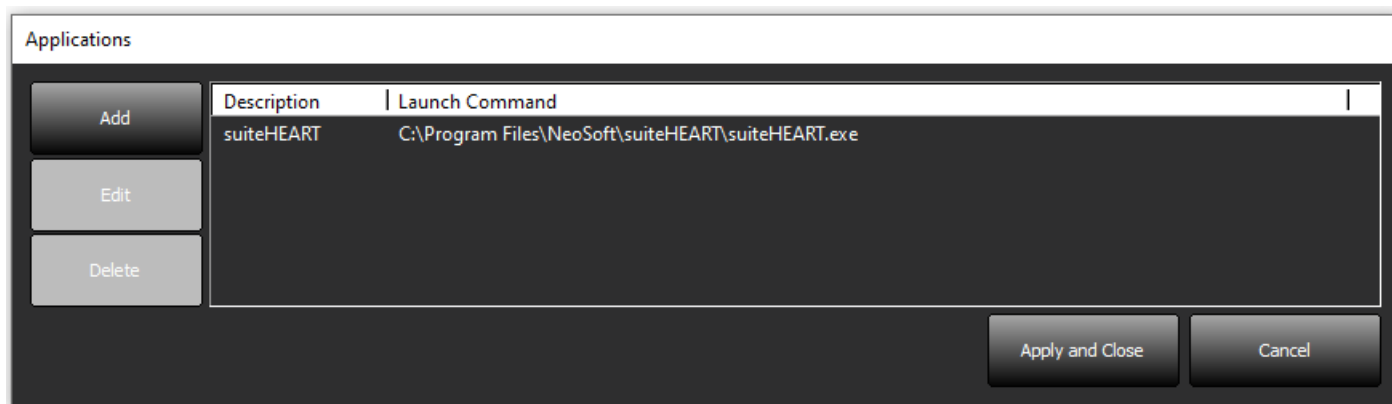 Applications
Add
Edit
Delete
Description Launch Command
suiteHEART C:\Program Files\NeoSoft\suiteHEART\suiteHEART.exe
Apply and Close Cancel